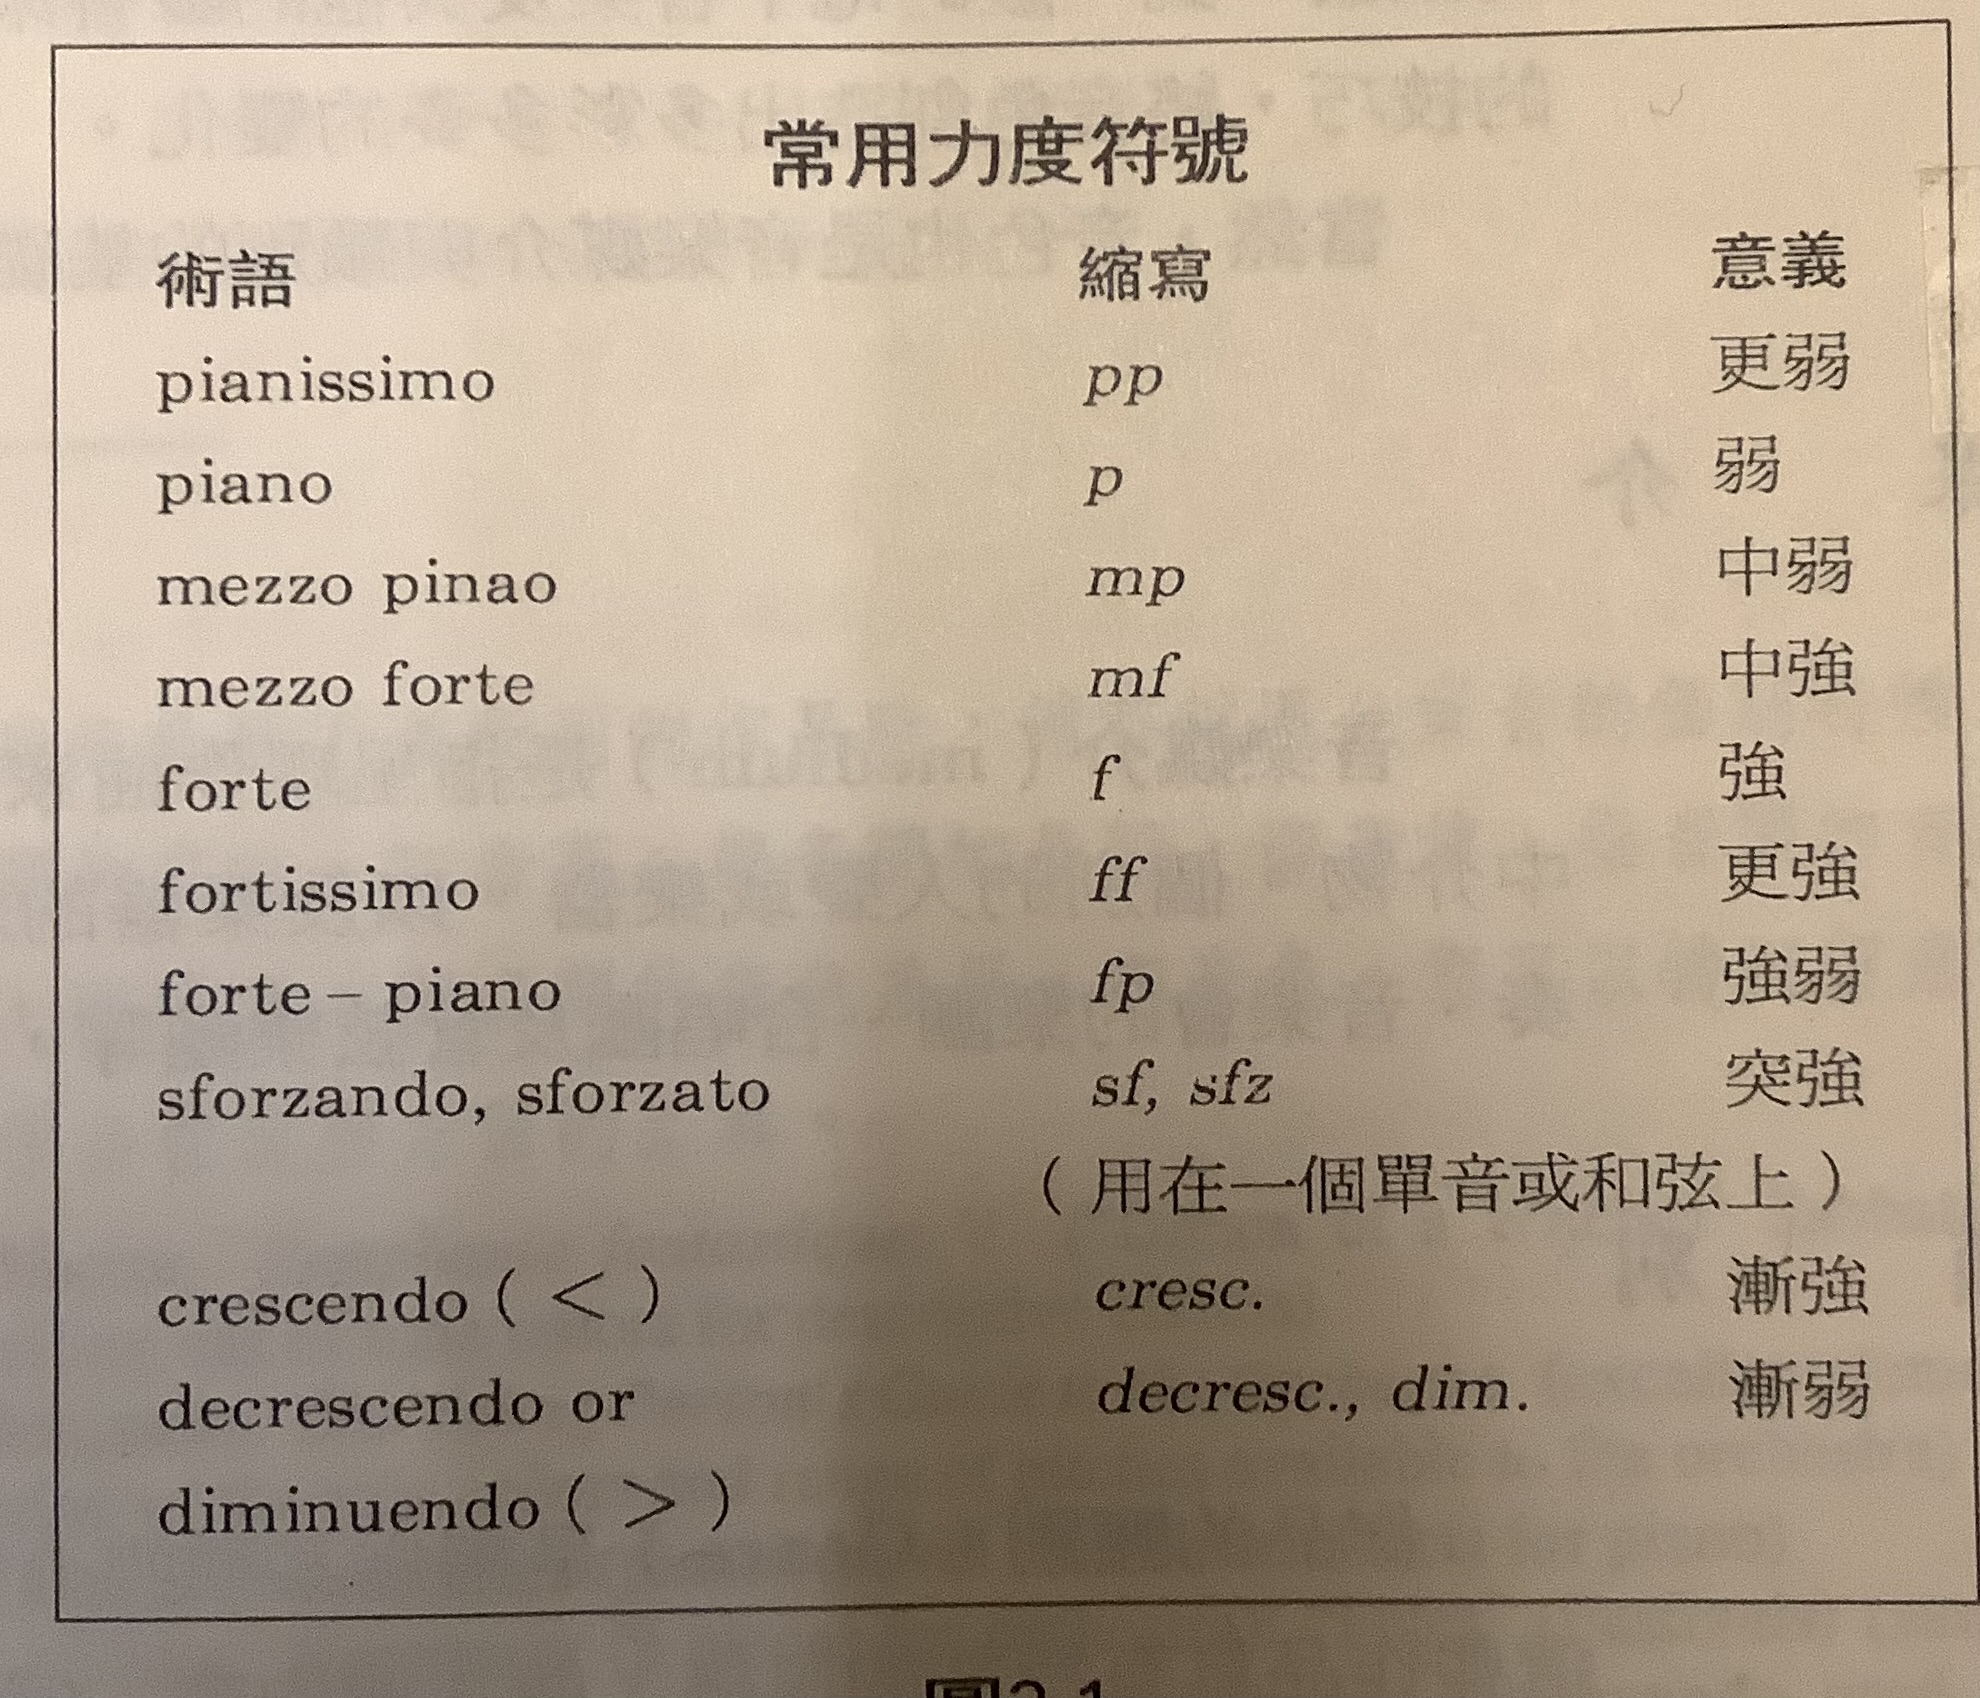 常用力度符號
術語 縮寫 意義
pianissimo pp 更弱
piano p 弱
mezzo pinao mp 中弱
mezzo forte mf 中強
forte f 強
fortissimo ff 更強
forte – piano fp 強弱
sforzando, sforzato sf, sfz 突強
（用在一個單音或和弦上）
crescendo ( < ) cresc. 漸強
decrescendo or decresc., dim. 漸弱
diminuendo ( > )
圖2-1